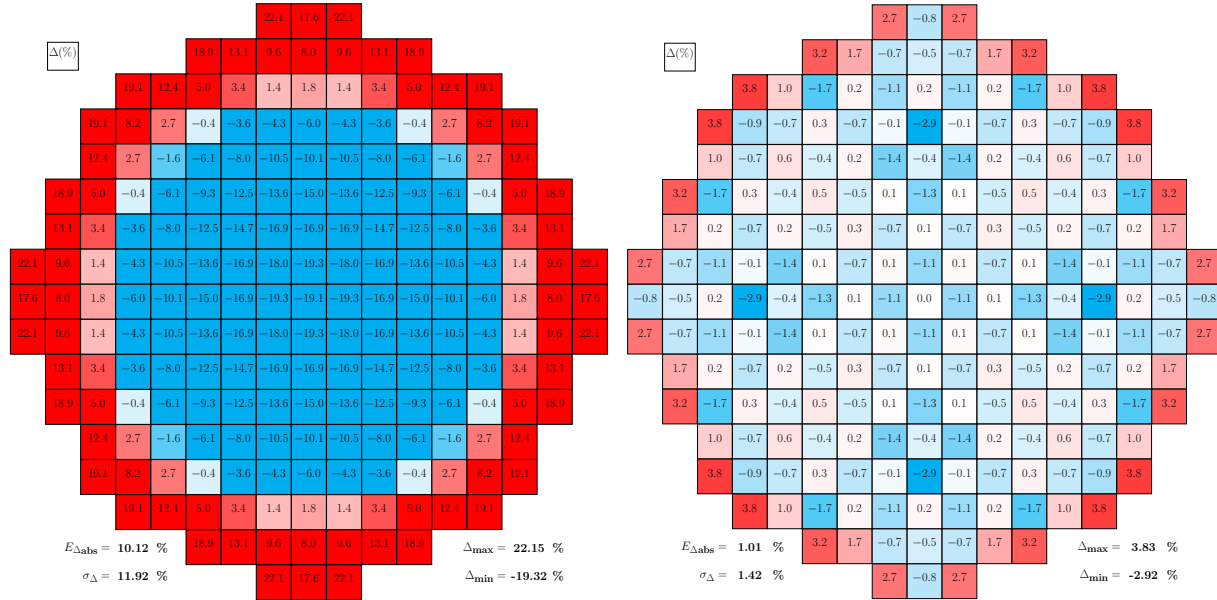 22.1 17.6 22.1
Δ(%)
18.9 13.1 9.6 8.0 9.6 13.1 18.9
19.1 12.4 5.0 3.4 1.4 1.8 1.4 3.4 5.0 12.4 19.1
19.1 8.2 2.7 −0.4 −3.6 −4.3 −6.0 −4.3 −3.6 −0.4 2.7 8.2 19.1
12.4 2.7 −1.6 −6.1 −8.0 −10.5 −10.1 −10.5 −8.0 −6.1 −1.6 2.7 12.4
18.9 5.0 −0.4 −6.1 −9.3 −12.5 −13.6 −15.0 −13.6 −12.5 −9.3 −6.1 −0.4 5.0 18.9
13.1 3.4 −3.6 −8.0 −12.5 −14.7 −16.9 −16.9 −16.9 −14.7 −12.5 −8.0 −3.6 3.4 13.1
22.1 9.6 1.4 −4.3 −10.5 −13.6 −16.9 −18.0 −19.3 −18.0 −16.9 −13.6 −10.5 −4.3 1.4 9.6 22.1
17.6 8.0 1.8 −6.0 −10.1 −15.0 −16.9 −19.3 −19.1 −19.3 −16.9 −15.0 −10.1 −6.0 1.8 8.0 17.6
22.1 9.6 1.4 −4.3 −10.5 −13.6 −16.9 −18.0 −19.3 −18.0 −16.9 −13.6 −10.5 −4.3 1.4 9.6 22.1
13.1 3.4 −3.6 −8.0 −12.5 −14.7 −16.9 −16.9 −16.9 −14.7 −12.5 −8.0 −3.6 3.4 13.1
18.9 5.0 −0.4 −6.1 −9.3 −12.5 −13.6 −15.0 −13.6 −12.5 −9.3 −6.1 −0.4 5.0 18.9
12.4 2.7 −1.6 −6.1 −8.0 −10.5 −10.1 −10.5 −8.0 −6.1 −1.6 2.7 12.4
19.1 8.2 2.7 −0.4 −3.6 −4.3 −6.0 −4.3 −3.6 −0.4 2.7 8.2 19.1
19.1 12.4 5.0 3.4 1.4 1.8 1.4 3.4 5.0 12.4 19.1
18.9 13.1 9.6 8.0 9.6 13.1 18.9
22.1 17.6 22.1
EΔabs = 10.12 %
σΔ = 11.92 %
Δmax = 22.15 %
Δmin = -19.32 %
2.7 −0.8 2.7
Δ(%)
3.2 1.7 −0.7 −0.5 −0.7 1.7 3.2
3.8 1.0 −1.7 0.2 −1.1 0.2 −1.1 0.2 −1.7 1.0 3.8
3.8 −0.9 −0.7 0.3 −0.7 −0.1 −2.9 −0.1 −0.7 0.3 −0.7 −0.9 3.8
1.0 −0.7 0.6 −0.4 0.2 −1.4 −0.4 −1.4 0.2 −0.4 0.6 −0.7 1.0
3.2 −1.7 0.3 −0.4 0.5 −0.5 0.1 −1.3 0.1 −0.5 0.5 −0.4 0.3 −1.7 3.2
1.7 0.2 −0.7 0.2 −0.5 0.3 −0.7 0.1 −0.7 0.3 −0.5 0.2 −0.7 0.2 1.7
2.7 −0.7 −1.1 −0.1 −1.4 0.1 −0.7 0.1 −1.1 0.1 −0.7 0.1 −1.4 −0.1 −1.1 −0.7 2.7
−0.8 −0.5 0.2 −2.9 −0.4 −1.3 0.1 −1.1 0.0 −1.1 0.1 −1.3 −0.4 −2.9 0.2 −0.5 −0.8
2.7 −0.7 −1.1 −0.1 −1.4 0.1 −0.7 0.1 −1.1 0.1 −0.7 0.1 −1.4 −0.1 −1.1 −0.7 2.7
1.7 0.2 −0.7 0.2 −0.5 0.3 −0.7 0.1 −0.7 0.3 −0.5 0.2 −0.7 0.2 1.7
3.2 −1.7 0.3 −0.4 0.5 −0.5 0.1 −1.3 0.1 −0.5 0.5 −0.4 0.3 −1.7 3.2
1.0 −0.7 0.6 −0.4 0.2 −1.4 −0.4 −1.4 0.2 −0.4 0.6 −0.7 1.0
3.8 −0.9 −0.7 0.3 −0.7 −0.1 −2.9 −0.1 −0.7 0.3 −0.7 −0.9 3.8
3.8 1.0 −1.7 0.2 −1.1 0.2 −1.1 0.2 −1.7 1.0 3.8
3.2 1.7 −0.7 −0.5 −0.7 1.7 3.2
2.7 −0.8 2.7
EΔabs = 1.01 %
σΔ = 1.42 %
Δmax = 3.83 %
Δmin = -2.92 %